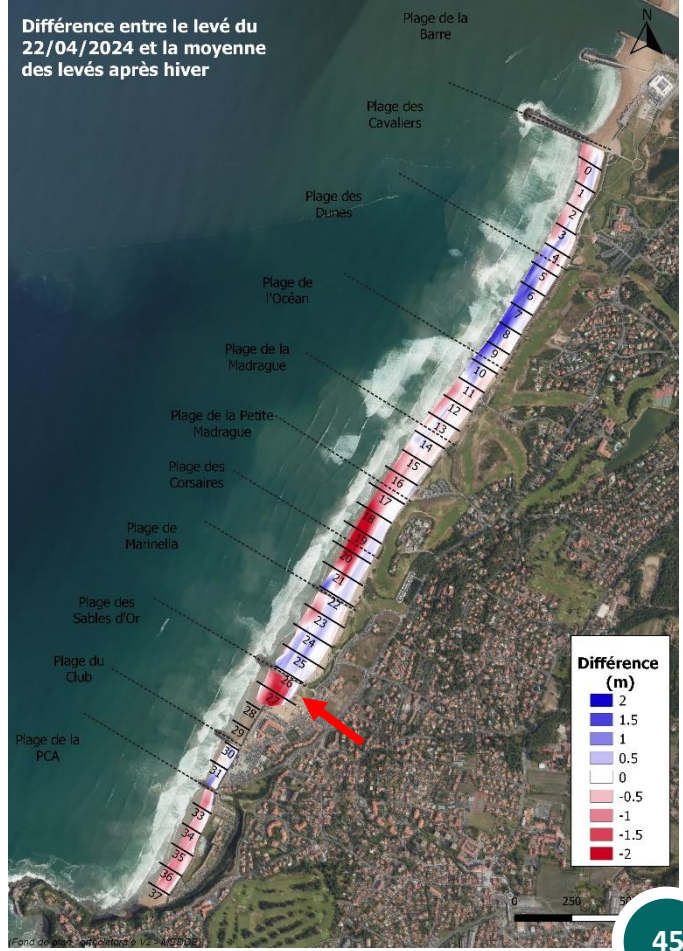 Différence entre le levé du
22/04/2024 et la moyenne
des levés après hiver
N
Plage de la
Barre
Plage des
Cavaliers
Plage des
Dunes
Plage de
l'Océan
Plage de la
Madrague
Plage de la Petite
Madrague
Plage des
Corsaires
Plage de
Marinella
Plage des
Sables d'Or
Plage du
Club
Plage de la
PCA
0
1
2
3
4
5
6
7
8
9
10
11
12
13
14
15
16
17
18
19
20
21
22
23
24
25
26
27
28
29
30
31
33
34
35
36
37
Différence
(m)
2
1.5
1
0.5
0
-0.5
-1
-1.5
-2
0 250
45
(Fond de plan :